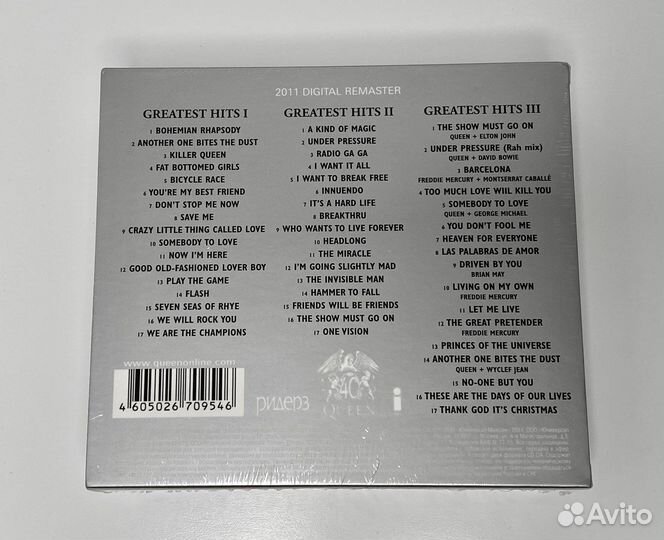 2011 DIGITAL REMASTER
GREATEST HITS I
1 BOHEMIAN RHAPSODY
2 ANOTHER ONE BITES THE DUST
3 KILLER QUEEN
4 FAT BOTTOMED GIRLS
5 BICYCLE RACE
6 YOU'RE MY BEST FRIEND
7 DON'T STOP ME NOW
8 SAVE ME
9 CRAZY LITTLE THING CALLED LOVE
10 SOMEBODY TO LOVE
11 NOW I'M HERE
12 GOOD OLD-FASHIONED LOVER BOY
13 PLAY THE GAME
14 FLASH
15 SEVEN SEAS OF RHYE
16 WE WILL ROCK YOU
17 WE ARE THE CHAMPIONS
GREATEST HITS II
1 A KIND OF MAGIC
2 UNDER PRESSURE
3 RADIO GA GA
4 I WANT IT ALL
5 I WANT TO BREAK FREE
6 INNUENDO
7 IT'S A HARD LIFE
8 BREAKTHRU
9 WHO WANTS TO LIVE FOREVER
10 HEADLONG
11 THE MIRACLE
12 I'M GOING SLIGHTLY MAD
13 THE INVISIBLE MAN
14 HAMMER TO FALL
15 FRIENDS WILL BE FRIENDS
16 THE SHOW MUST GO ON
17 ONE VISION
GREATEST HITS III
1 THE SHOW MUST GO ON
QUEEN + ELTON JOHN
2 UNDER PRESSURE (Rah mix)
QUEEN + DAVID BOWIE
3 BARCELONA
FREDDIE MERCURY + MONTSERRAT CABALLÉ
4 TOO MUCH LOVE WIIL KILL YOU
5 SOMEBODY TO LOVE
QUEEN + GEORGE MICHAEL
6 YOU DON'T FOOL ME
7 HEAVEN FOR EVERYONE
8 LAS PALABRAS DE AMOR
9 DRIVEN BY YOU
BRIAN MAY
10 LIVING ON MY OWN
FREDDIE MERCURY
11 LET ME LIVE
12 THE GREAT PRETENDER
FREDDIE MERCURY
13 PRINCES OF THE UNIVERSE
14 ANOTHER ONE BITES THE DUST
QUEEN + WYCLEF JEAN
15 NO-ONE BUT YOU
16 THESE ARE THE DAYS OF OUR LIVES
17 THANK GOD IT'S CHRISTMAS
www.queenonline.com
4 605026 709546
ридерз
40
QUEEN
i
Avito